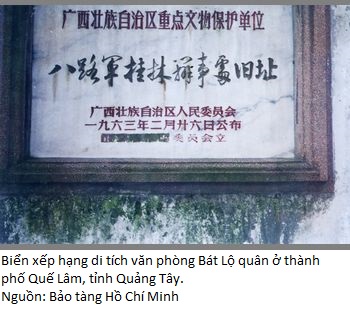 广西壮族自治区重点文物保护单位
八路军桂林办事处旧址
广西壮族自治区人民委员会
一九六三年二月廿六日公布
委员会立
Biển xếp hạng di tích văn phòng Bát Lộ quân ở thành
phố Quế Lâm, tỉnh Quảng Tây.
Nguồn: Bảo tàng Hồ Chí Minh